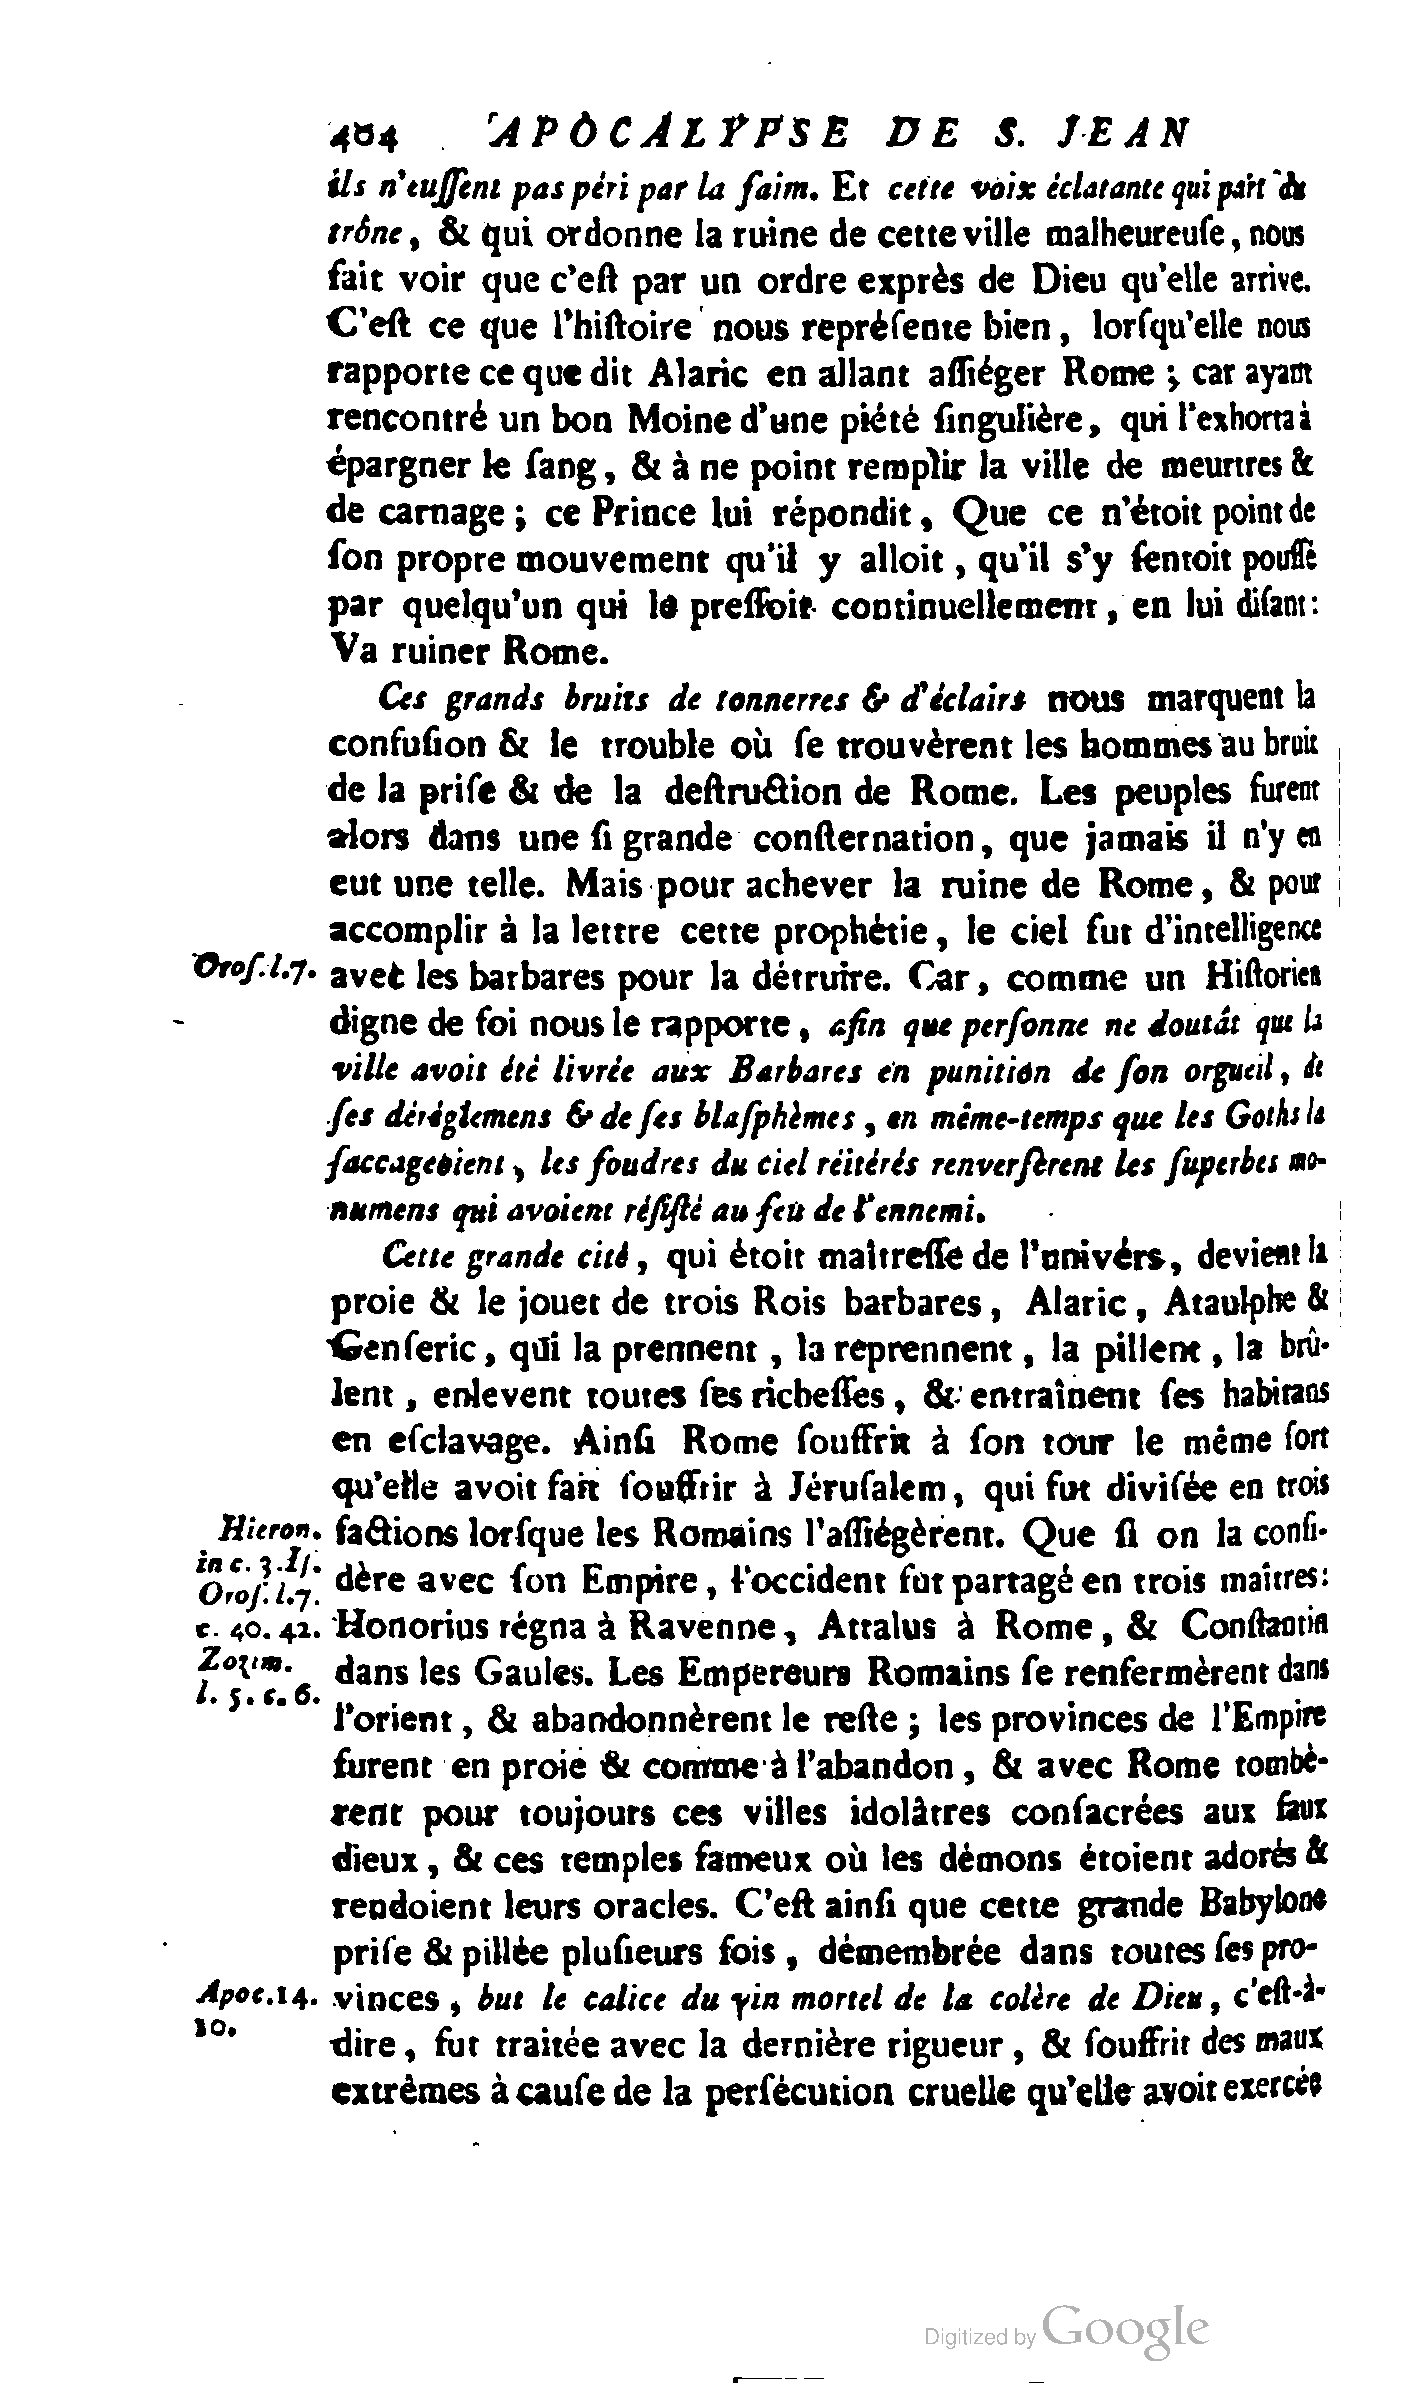 404 APOCALYPSE DE S. JEAN
ils n'eussent pas péri par la faim. Et cette voix éclatante qui part du
trône, & qui ordonne la ruine de cette ville malheureuſe, nous
fait voir que c'eſt par un ordre exprès de Dieu qu'elle arrive.
C'eſt ce que l'hiſtoire nous repréſente bien, lorſqu'elle nous
rapporte ce que dit Alaric en allant aſſiéger Rome ; car ayant
rencontré un bon Moine d'une piété ſingulière, qui l'exhorta à
épargner le ſang, & à ne point remplir la ville de meurtres &
de carnage ; ce Prince lui répondit, Que ce n'étoit point de
ſon propre mouvement qu'il y alloit, qu'il s'y ſentoit pouſſé
par quelqu'un qui le preſſoit continuellement, en lui diſant :
Va ruiner Rome.
Ces grands bruits de tonnerres & d'éclairs nous marquent la
confuſion & le trouble où ſe trouvèrent les hommes au bruit
de la priſe & de la deſtruction de Rome. Les peuples furent
alors dans une ſi grande conſternation, que jamais il n'y en
eut une telle. Mais pour achever la ruine de Rome, & pour
accomplir à la lettre cette prophétie, le ciel fut d'intelligence
Oroſ. l. 7. avec les barbares pour la détruire. Car, comme un Hiſtorien
digne de foi nous le rapporte, afin que perſonne ne doutât que la
ville avoit été livrée aux Barbares en punition de ſon orgueil, de
ſes déréglemens & de ſes blaſphèmes, en même-temps que les Goths la
ſaccageoient, les foudres du ciel réitérés renverſèrent les ſuperbes mo-
numens qui avoient réſiſté au feu de l'ennemi.
Cette grande cité, qui étoit maîtreſſe de l'univers, devient la
proie & le jouet de trois Rois barbares, Alaric, Ataulphe &
Genſeric, qui la prennent, la reprennent, la pillent, la brû-
lent, enlevent toutes ſes richeſſes, & entraînent ſes habitans
en eſclavage. Ainſi Rome ſouffrit à ſon tour le même ſort
qu'elle avoit fait ſouffrir à Jéruſalem, qui fut diviſée en trois
Hieron. factions lorſque les Romains l'aſſiégèrent. Que ſi on la conſi-
in c. 3. Iſ.
Oroſ. l. 7. dère avec ſon Empire, l'occident fut partagé en trois maîtres :
c. 40. 42. Honorius régna à Ravenne, Attalus à Rome, & Conſtantin
Zozim. dans les Gaules. Les Empereurs Romains ſe renfermèrent dans
l. 5. c. 6.
l'orient, & abandonnèrent le reſte ; les provinces de l'Empire
furent en proie & comme à l'abandon, & avec Rome tombè-
rent pour toujours ces villes idolâtres conſacrées aux faux
dieux, & ces temples fameux où les démons étoient adorés &
rendoient leurs oracles. C'eſt ainſi que cette grande Babylone
priſe & pillée pluſieurs fois, démembrée dans toutes ſes pro-
Apoc. 14. vinces, but le calice du vin mortel de la colère de Dieu, c'eſt-à-
10.
dire, fut traitée avec la dernière rigueur, & ſouffrit des maux
extrêmes à cauſe de la perſécution cruelle qu'elle avoit exercée
Digitized by Google